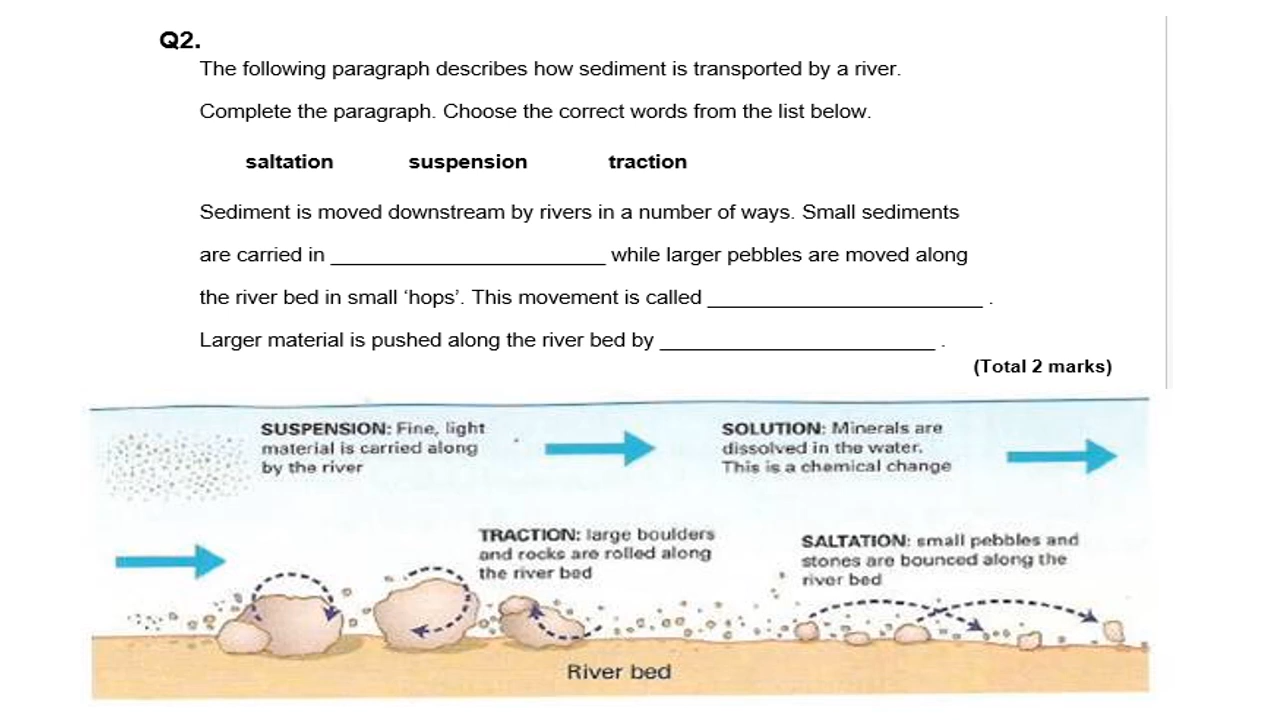 Q2.
The following paragraph describes how sediment is transported by a river.
Complete the paragraph. Choose the correct words from the list below.
saltation suspension traction
Sediment is moved downstream by rivers in a number of ways. Small sediments
are carried in _________________________ while larger pebbles are moved along
the river bed in small ‘hops’. This movement is called _________________________ .
Larger material is pushed along the river bed by _________________________ .
(Total 2 marks)
SUSPENSION: Fine, light
material is carried along
by the river
SOLUTION: Minerals are
dissolved in the water.
This is a chemical change
TRACTION: large boulders
and rocks are rolled along
the river bed
SALTATION: small pebbles and
stones are bounced along the
river bed
River bed